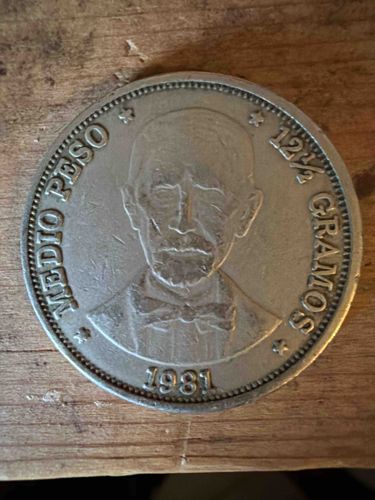 MEDIO PESO
12½ GRAMOS
1981